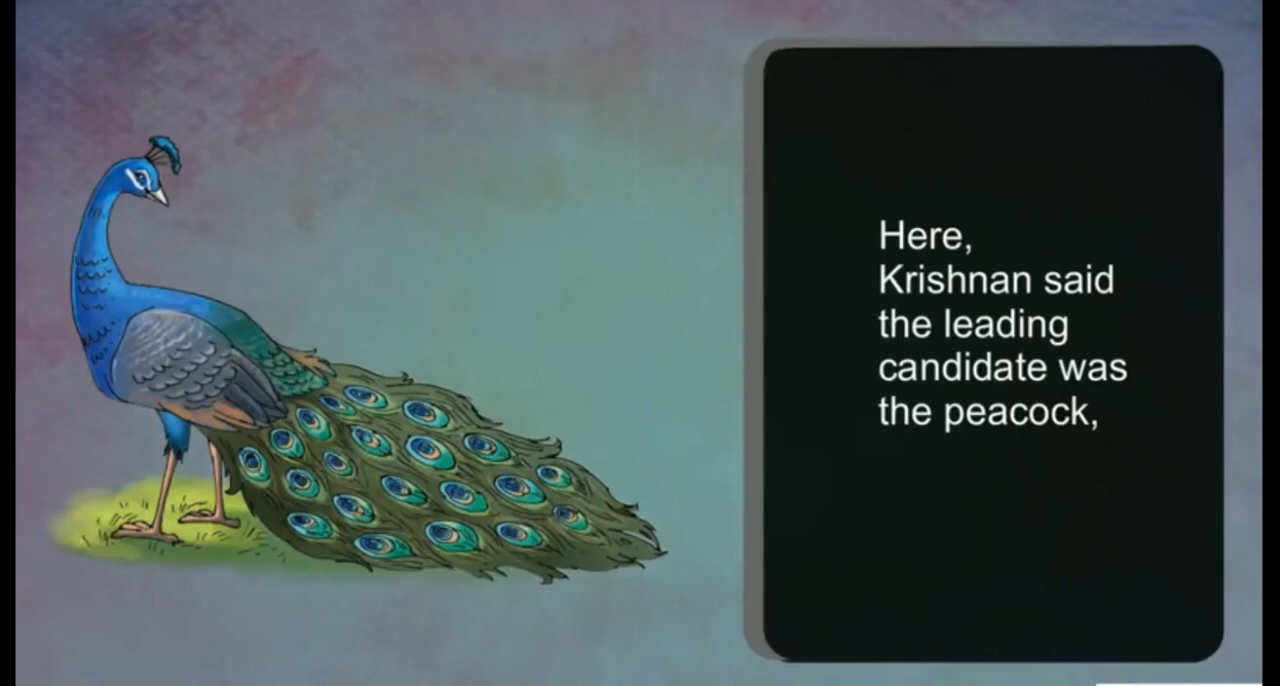 Here,
Krishnan said
the leading
candidate was
the peacock,